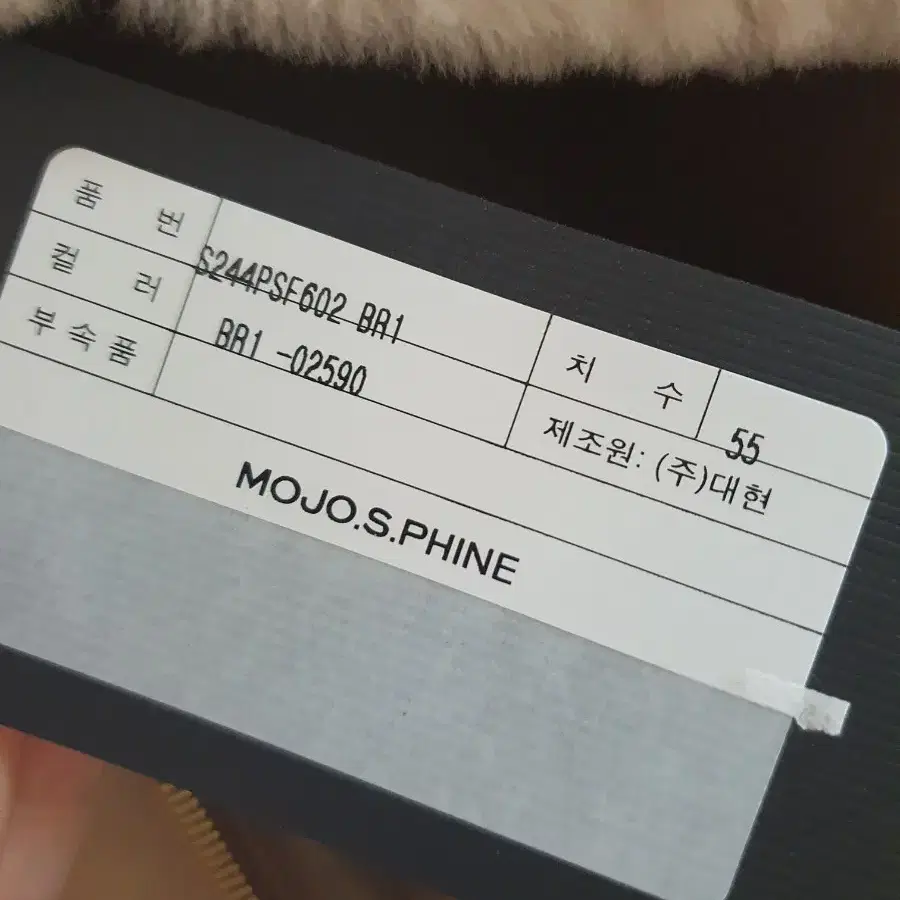 품 번 S244PSF602 BR1 치 수 55
컬 러 BR1 -02590 제조원: (주)대현
부속품
MOJO.S.PHINE